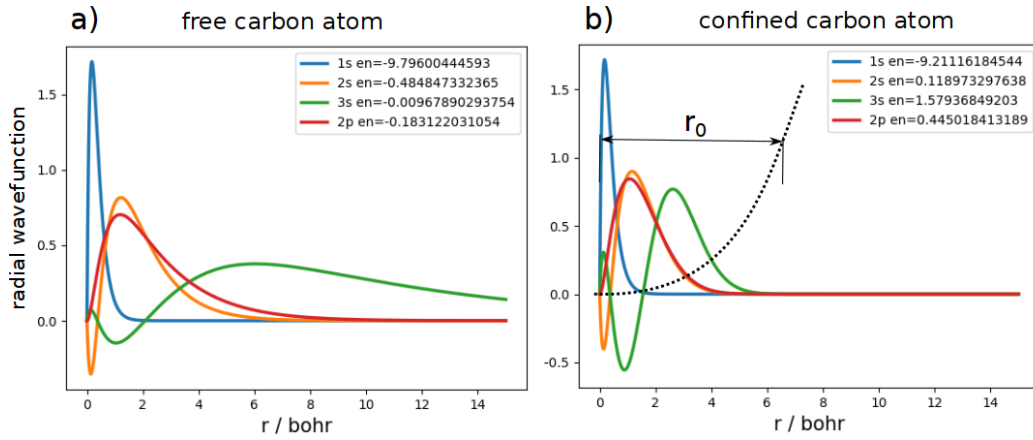 a) free carbon atom
1s en=-9.79600444593
2s en=-0.484847332365
3s en=-0.00967890293754
2p en=-0.183122031054
radial wavefunction
1.5
1.0
0.5
0.0
0 2 4 6 8 10 12 14
r / bohr
b) confined carbon atom
1s en=-9.21116184544
2s en=0.118973297638
3s en=1.57936849203
2p en=0.445018413189
r0
1.5
1.0
0.5
0.0
-0.5
0 2 4 6 8 10 12 14
r / bohr